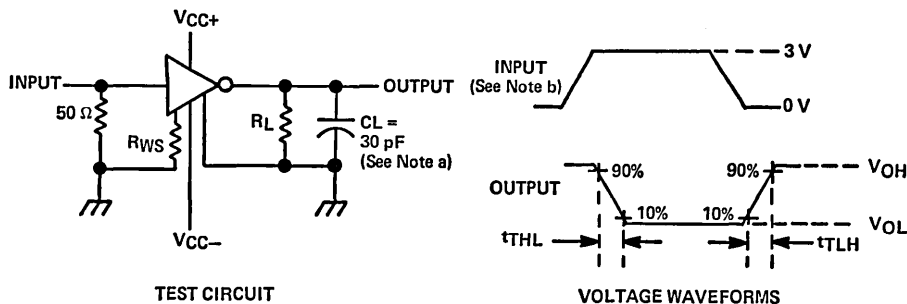 VCC+
INPUT
OUTPUT
50 Ω
RWS
RL
CL =
30 pF
(See Note a)
VCC–
TEST CIRCUIT
3 V
INPUT
(See Note b)
0 V
OUTPUT
90%
90%
VOH
10%
10%
VOL
tTHL
tTLH
VOLTAGE WAVEFORMS